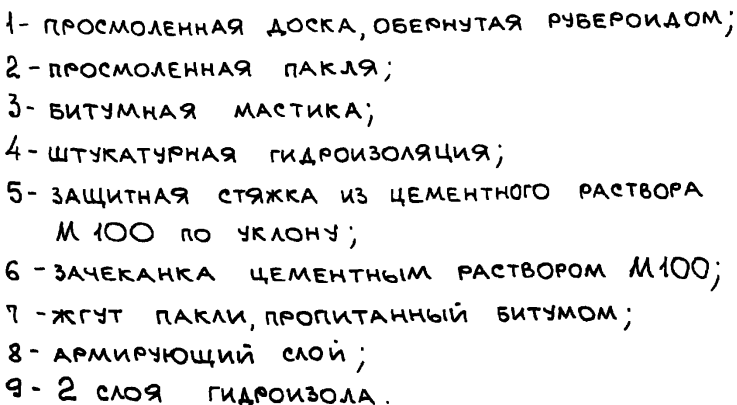 1- ПРОСМОЛЕННАЯ ДОСКА, ОБЕРНУТАЯ РУБЕРОИДОМ;
2 - ПРОСМОЛЕННАЯ ПАКЛЯ;
3- БИТУМНАЯ МАСТИКА;
4 - ШТУКАТУРНАЯ ГИДРОИЗОЛЯЦИЯ;
5- ЗАЩИТНАЯ СТЯЖКА ИЗ ЦЕМЕНТНОГО РАСТВОРА
М 100 ПО УКЛОНУ;
6 - ЗАЧЕКАНКА ЦЕМЕНТНЫМ РАСТВОРОМ М100;
7 - ЖГУТ ПАКЛИ, ПРОПИТАННЫЙ БИТУМОМ;
8 - АРМИРУЮЩИЙ СЛОЙ;
9- 2 СЛОЯ ГИДРОИЗОЛА.